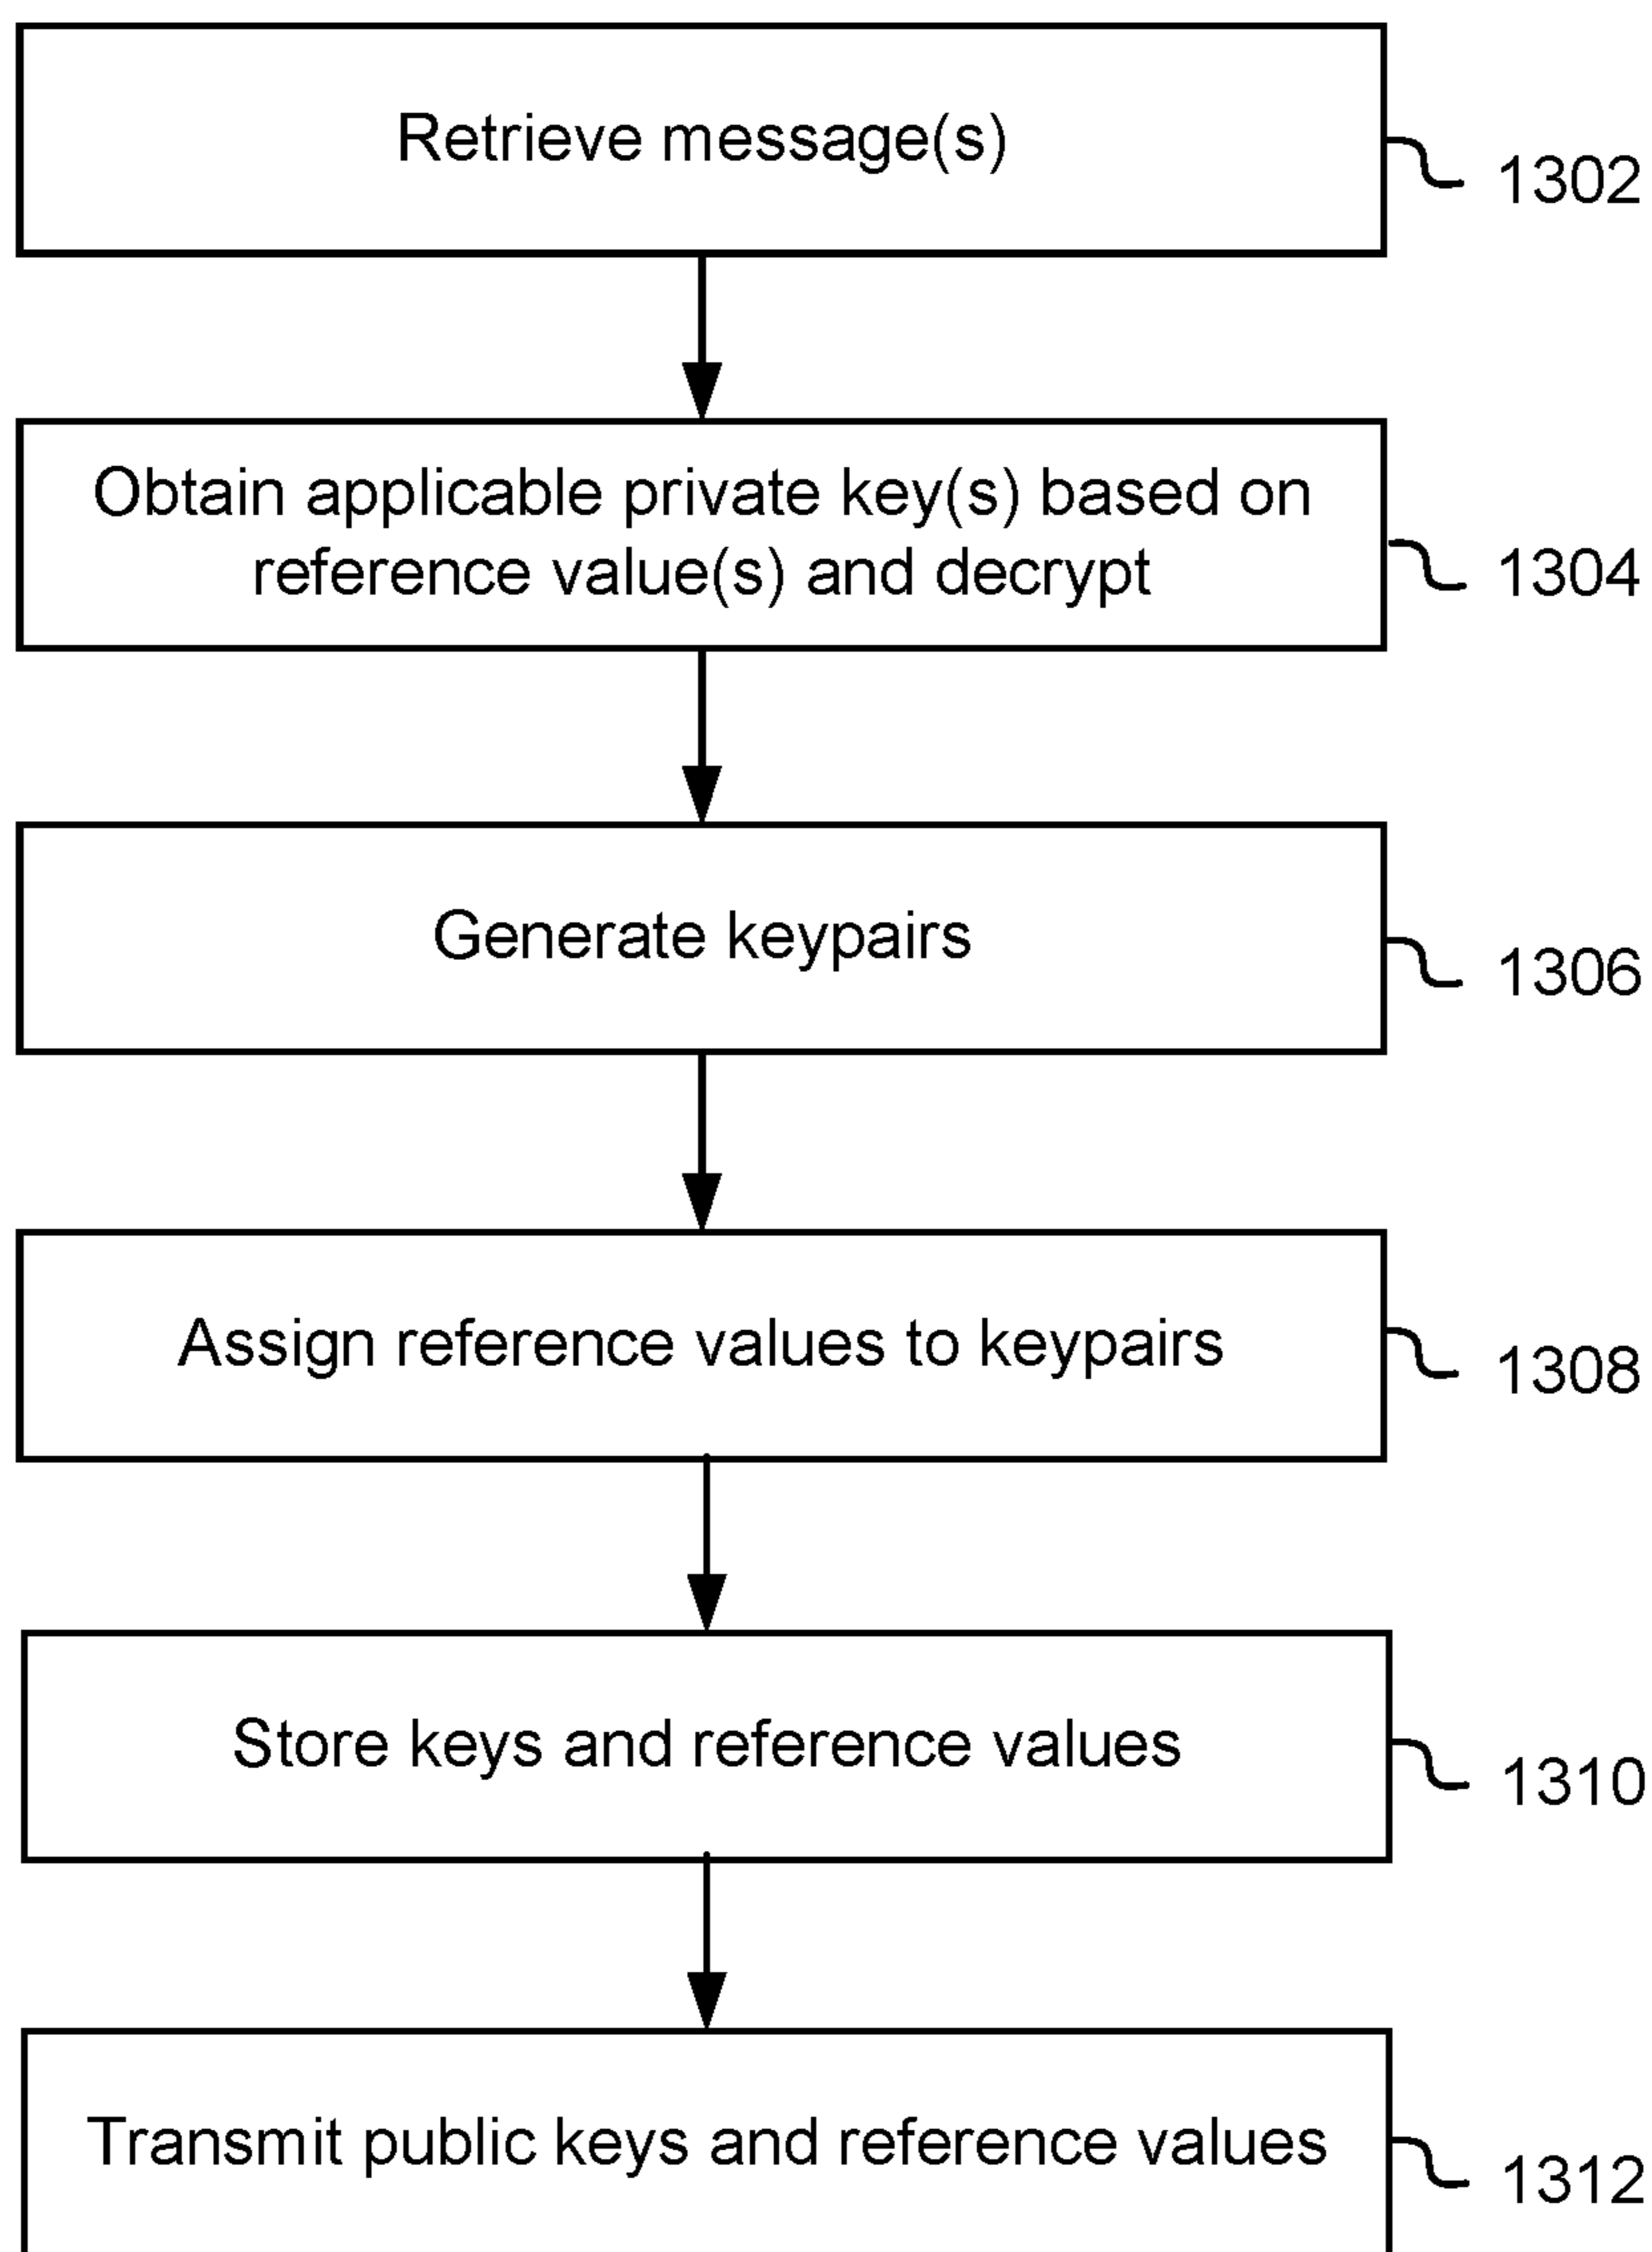 Retrieve message(s)
1302
Obtain applicable private key(s) based on
reference value(s) and decrypt
1304
Generate keypairs
1306
Assign reference values to keypairs
1308
Store keys and reference values
1310
Transmit public keys and reference values
1312